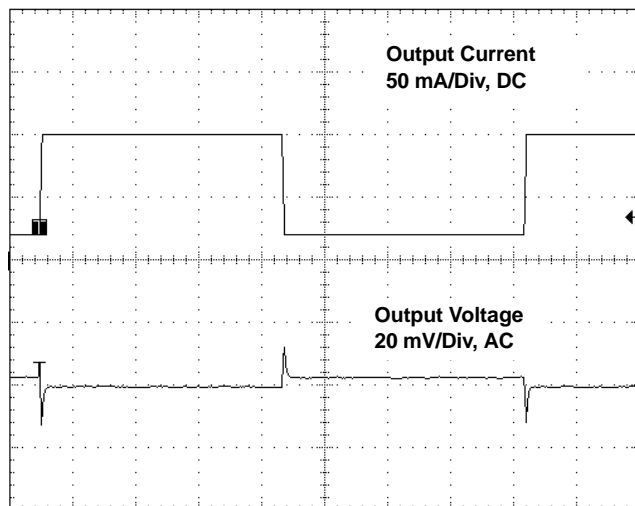 Output Current
50 mA/Div, DC
Output Voltage
20 mV/Div, AC